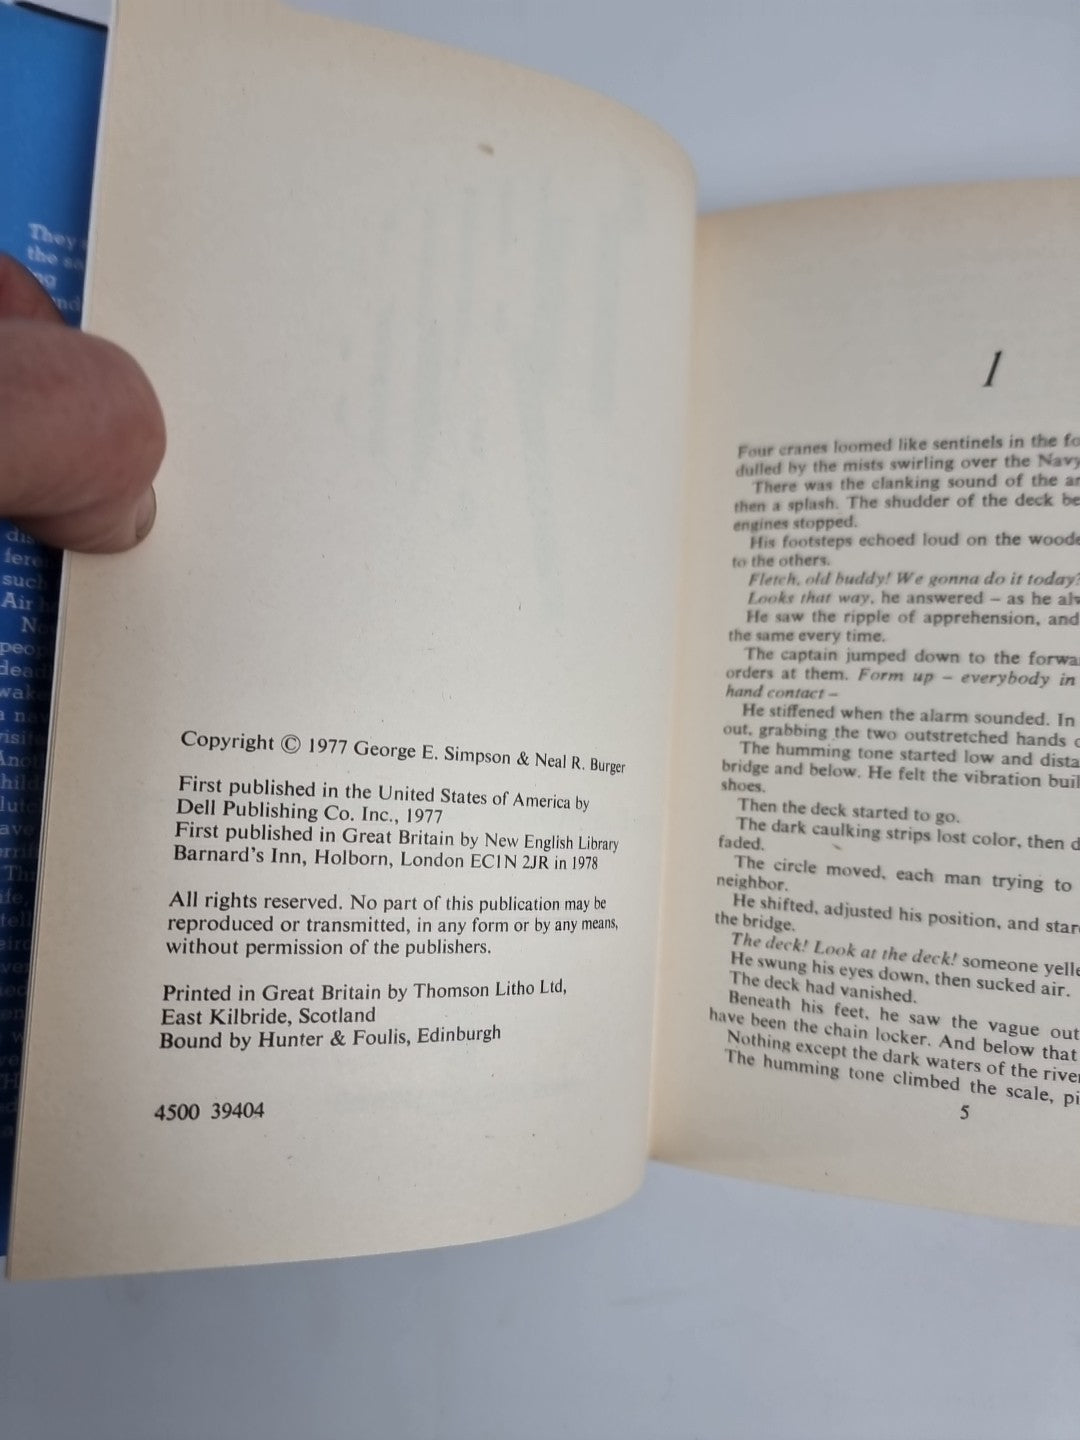 They
the
Copyright © 1977 George E. Simpson & Neal R. Burger
First published in the United States of America by
Dell Publishing Co. Inc., 1977
First published in Great Britain by New English Library
Barnard's Inn, Holborn, London EC1N 2JR in 1978
All rights reserved. No part of this publication may be
reproduced or transmitted, in any form or by any means,
without permission of the publishers.
Printed in Great Britain by Thomson Litho Ltd,
East Kilbride, Scotland
Bound by Hunter & Foulis, Edinburgh
4500 39404
1
Four cranes loomed like sentinels in the fo
dulled by the mists swirling over the Navy
There was the clanking sound of the an
then a splash. The shudder of the deck be
engines stopped.
His footsteps echoed loud on the woode
to the others.
Fletch, old buddy! We gonna do it today?
Looks that way, he answered – as he alw
He saw the ripple of apprehension, and
the same every time.
The captain jumped down to the forwa
orders at them. Form up – everybody in
hand contact –
He stiffened when the alarm sounded. In
out, grabbing the two outstretched hands o
The humming tone started low and dista
bridge and below. He felt the vibration buil
shoes.
Then the deck started to go.
The dark caulking strips lost color, then d
faded.
The circle moved, each man trying to
neighbor.
He shifted, adjusted his position, and star
the bridge.
The deck! Look at the deck! someone yelle
He swung his eyes down, then sucked air.
The deck had vanished.
Beneath his feet, he saw the vague out
have been the chain locker. And below that
Nothing except the dark waters of the river
The humming tone climbed the scale, pi
5